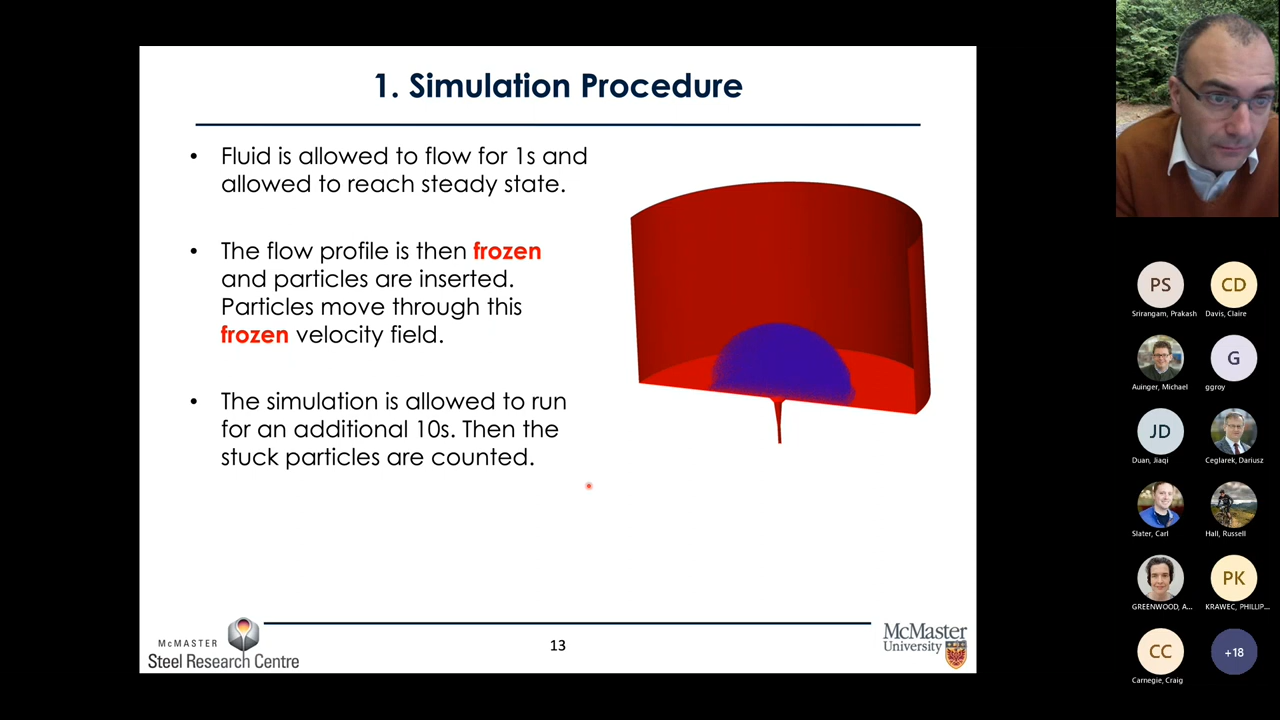 1. Simulation Procedure
• Fluid is allowed to flow for 1s and
allowed to reach steady state.
• The flow profile is then frozen
and particles are inserted.
Particles move through this
frozen velocity field.
• The simulation is allowed to run
for an additional 10s. Then the
stuck particles are counted.
McMASTER
Steel Research Centre
13
McMaster
University
PS
CD
Srirangam, Prakash
Davis, Claire
G
Auinger, Michael
ggroy
JD
Duan, Jiaqi
Ceglarek, Dariusz
Slater, Carl
Hall, Russell
PK
GREENWOOD, A...
KRAWEC, PHILLIP...
CC
+18
Carnegie, Craig